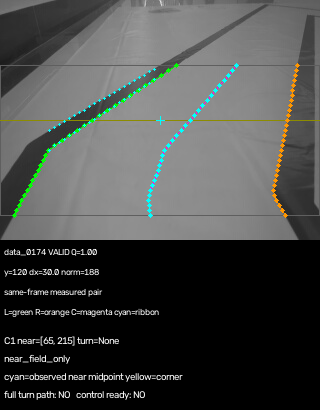 data_0174 VALID Q=1.00
y=120 dx=30.0 norm=188
same-frame measured pair
L=green R=orange C=magenta cyan=ribbon
C1 near=[65, 215] turn=None
near_field_only
cyan=observed near midpoint yellow=corner
full turn path: NO control ready: NO